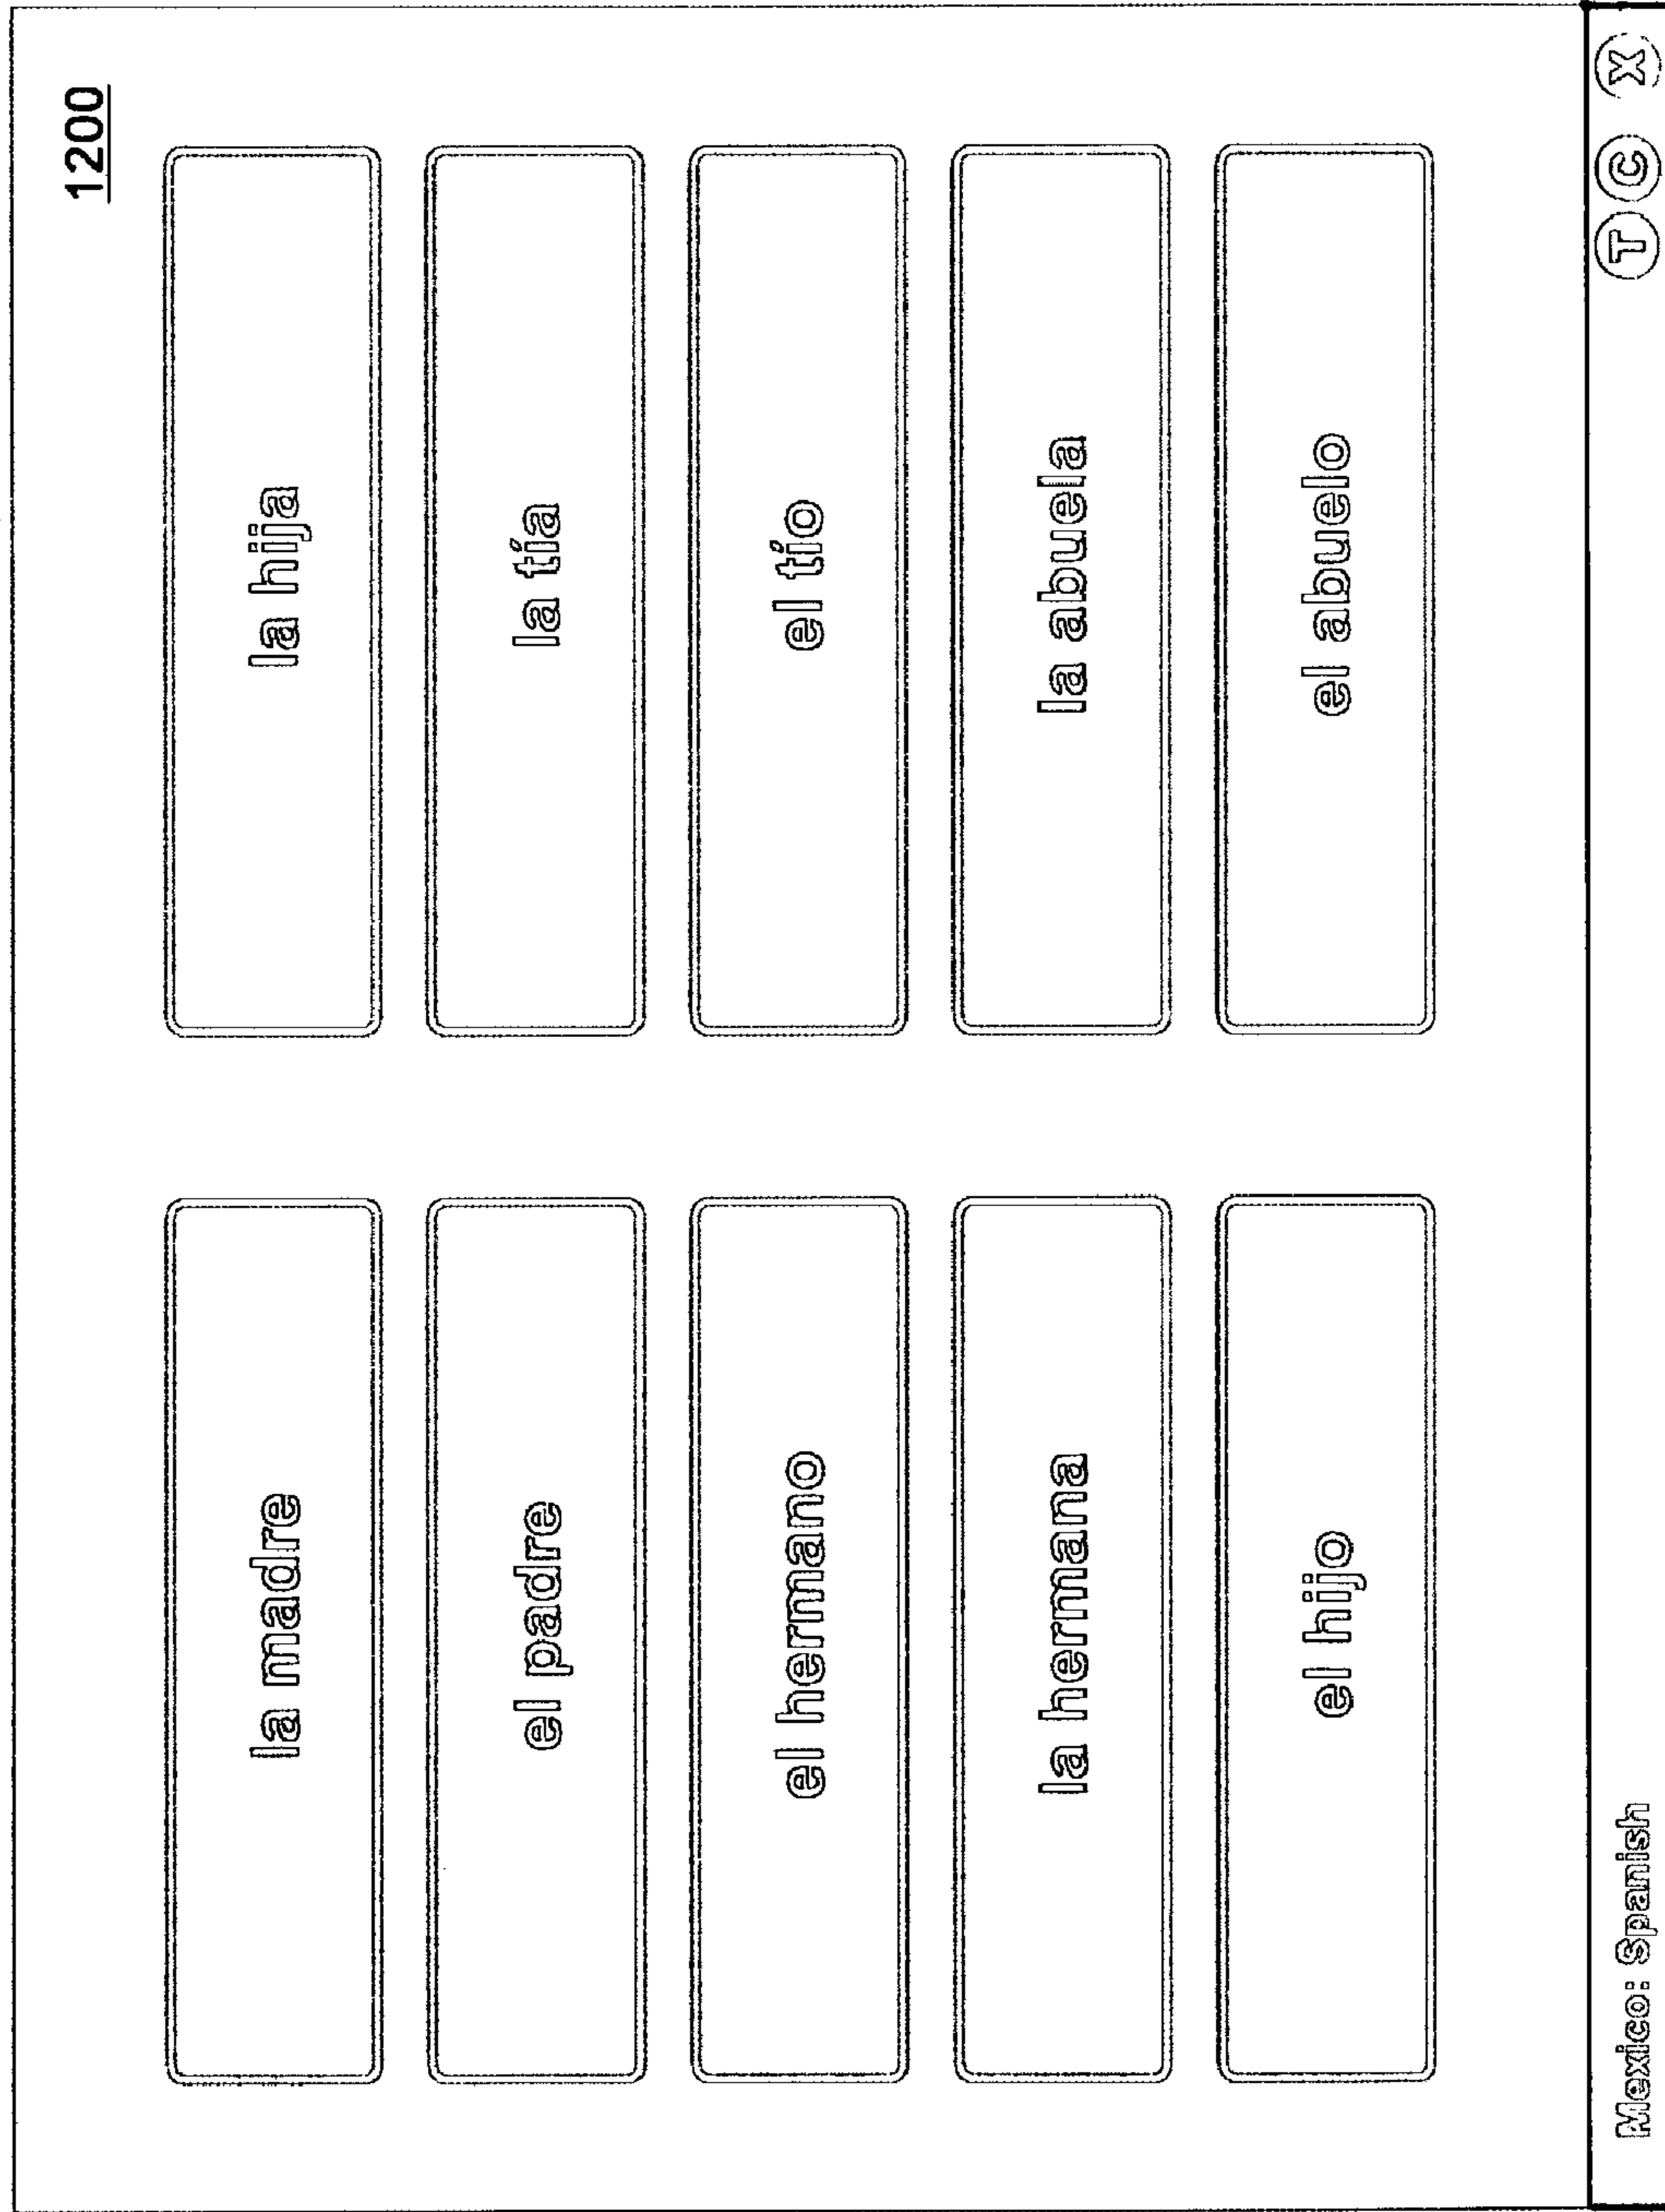 1200
la madre
la hija
el padre
la tía
el hermano
el tío
la hermana
la abuela
el hijo
el abuelo
Mexico: Spanish T C X